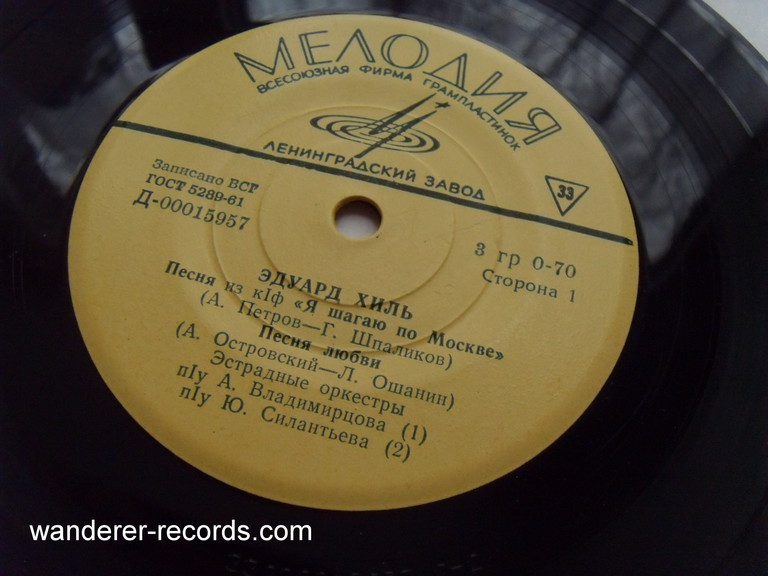 МЕЛОДИЯ
ВСЕСОЮЗНАЯ ФИРМА ГРАМПЛАСТИНОК
ЛЕНИНГРАДСКИЙ ЗАВОД
33
Записано ВСГ
ГОСТ 5289-61
Д-00015957
3 гр 0-70
Сторона 1
ЭДУАРД ХИЛЬ
Песня из к/ф «Я шагаю по Москве»
(А. Петров—Г. Шпаликов)
Песня любви
(А. Островский—Л. Ошанин)
Эстрадные оркестры
п/у А. Владимирцова (1)
п/у Ю. Силантьева (2)
wanderer-records.com